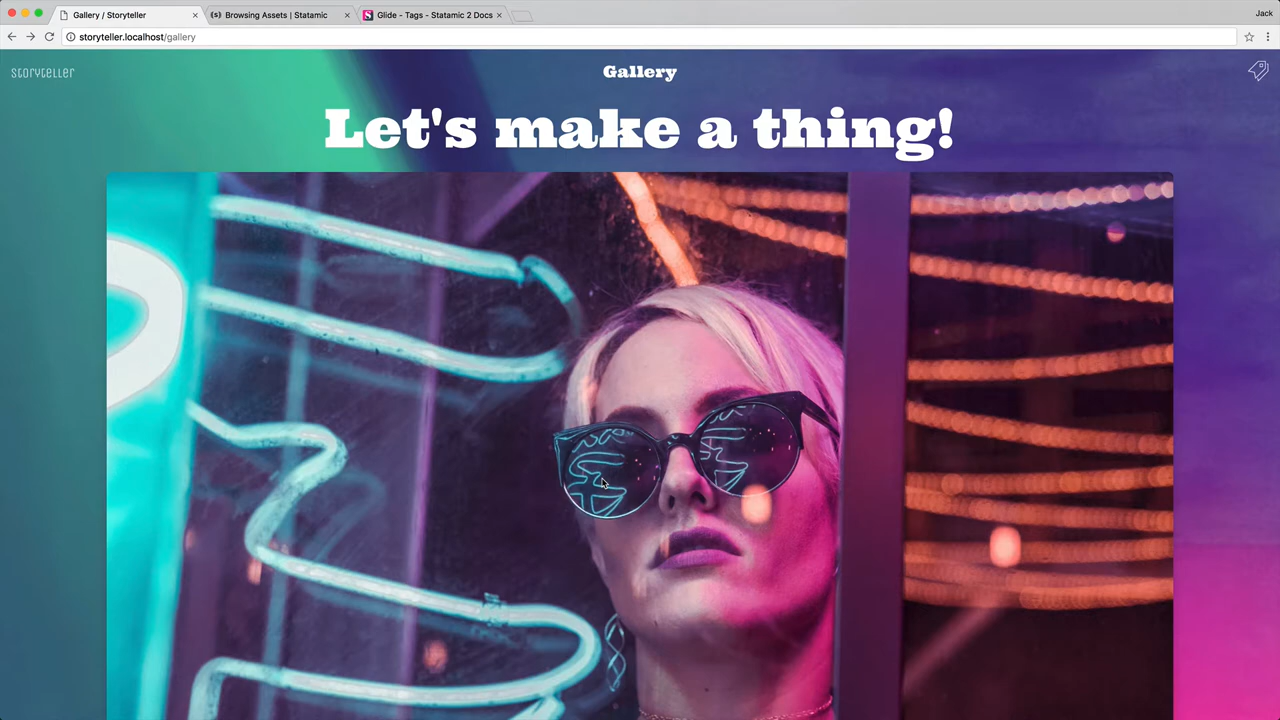 Gallery / Storyteller
Browsing Assets | Statamic
Glide - Tags - Statamic 2 Docs
Jack
storyteller.localhost/gallery
storyteller
Gallery
Let's make a thing!